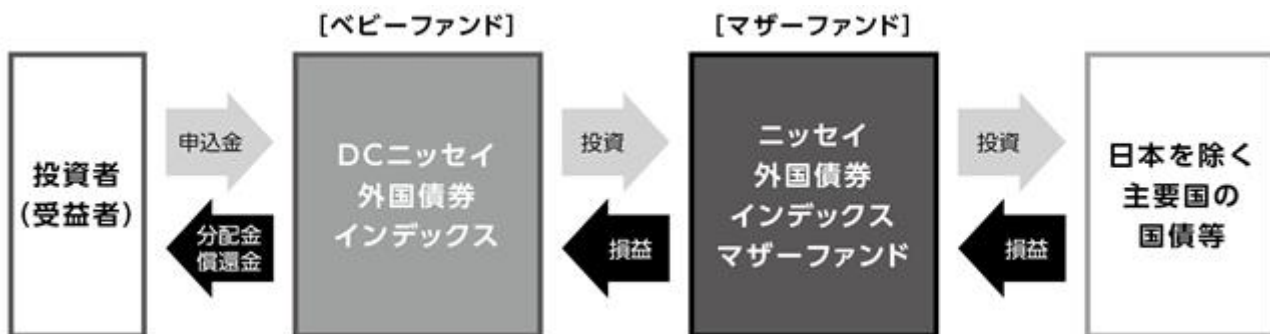 [ベビーファンド]
[マザーファンド]
投資者
(受益者)
申込金
分配金
償還金
DCニッセイ
外国債券
インデックス
投資
損益
ニッセイ
外国債券
インデックス
マザーファンド
投資
損益
日本を除く
主要国の
国債等